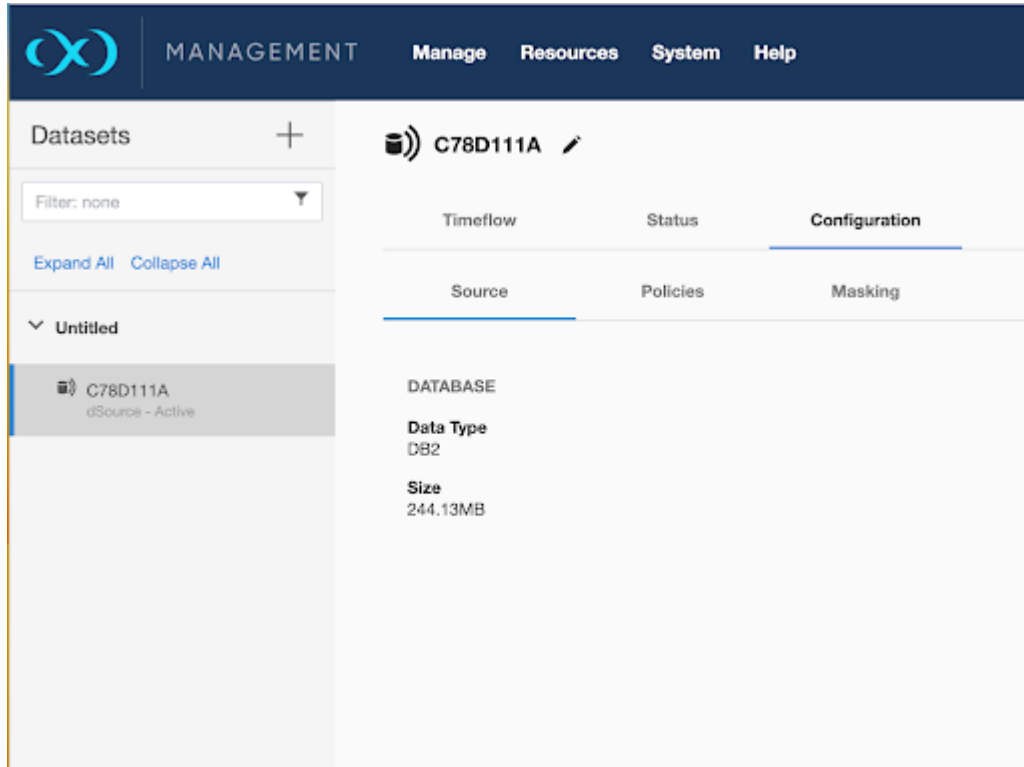 MANAGEMENT Manage Resources System Help
Datasets
C78D111A
Filter: none
Timeflow Status Configuration
Expand All Collapse All
Source Policies Masking
Untitled
C78D111A
dSource - Active
DATABASE
Data Type
DB2
Size
244.13MB